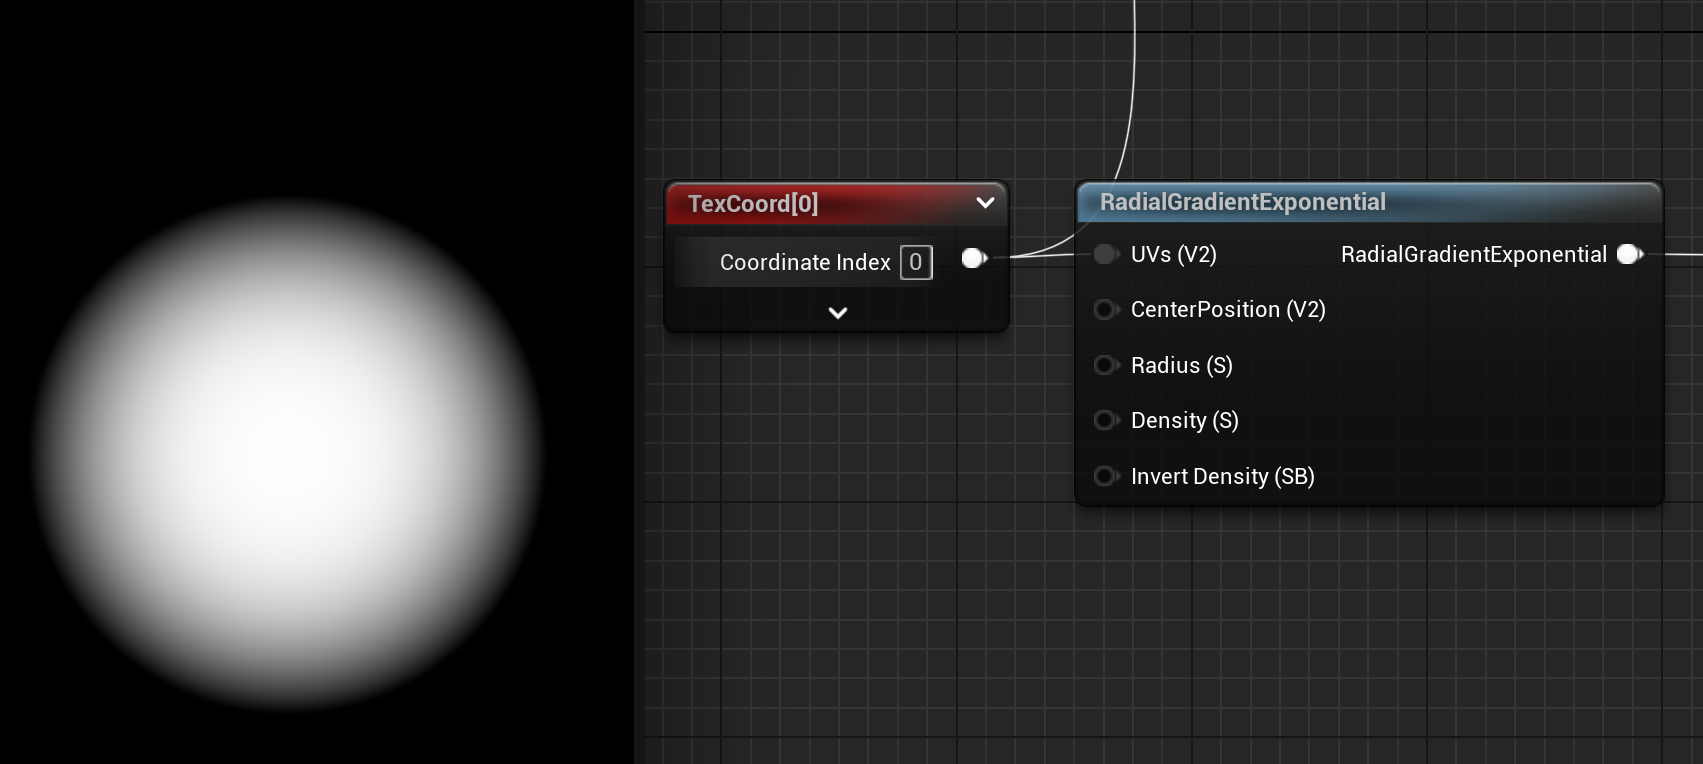 TexCoord[0]
Coordinate Index 0
RadialGradientExponential
UVs (V2) RadialGradientExponential
CenterPosition (V2)
Radius (S)
Density (S)
Invert Density (SB)